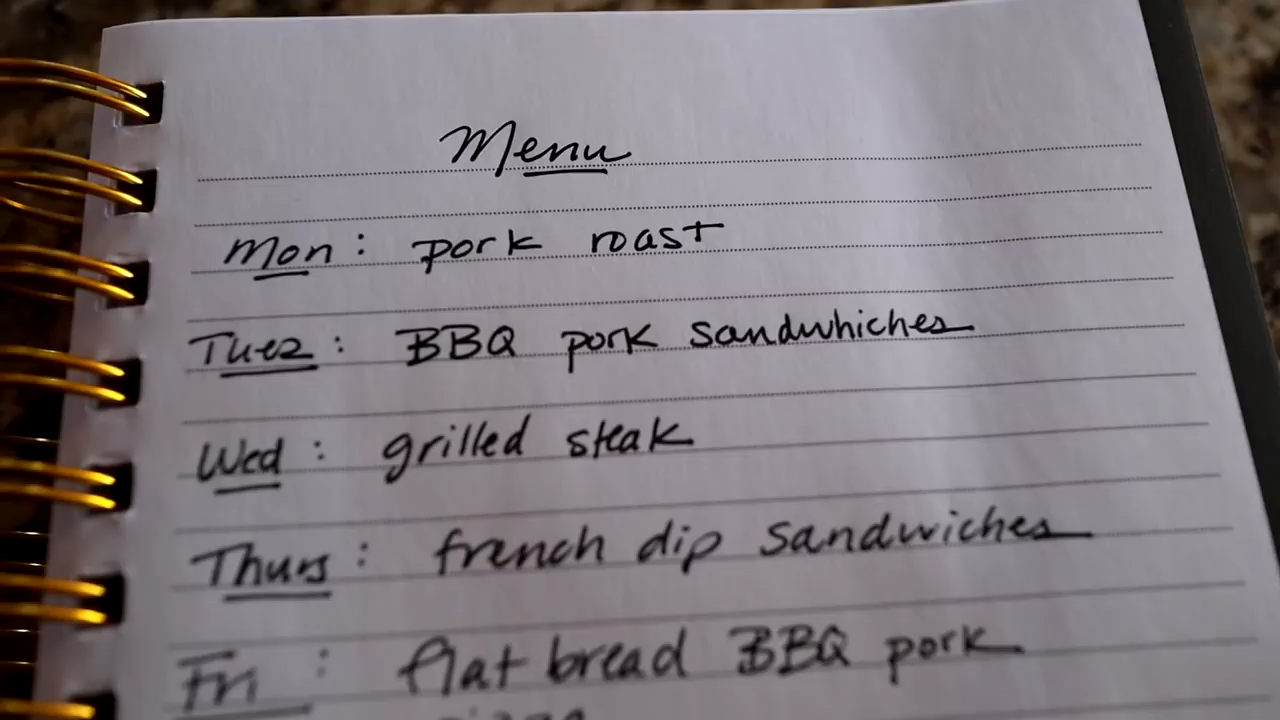 Menu
Mon: pork roast
Tues: BBQ pork sandwhiches
Wed: grilled steak
Thurs: french dip sandwiches
Fri: flat bread BBQ pork